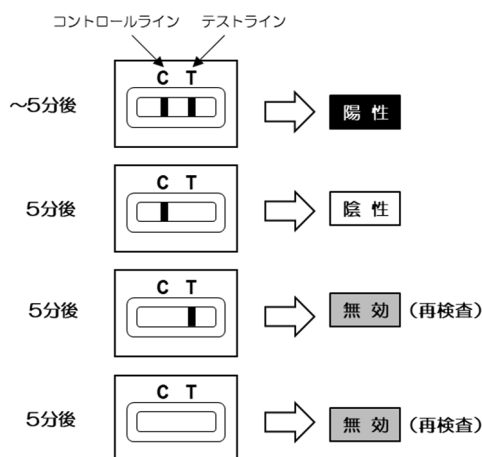 コントロールライン テストライン
C T
～5分後 陽性
C T
5分後 陰性
C T
5分後 無効 (再検査)
C T
5分後 無効 (再検査)